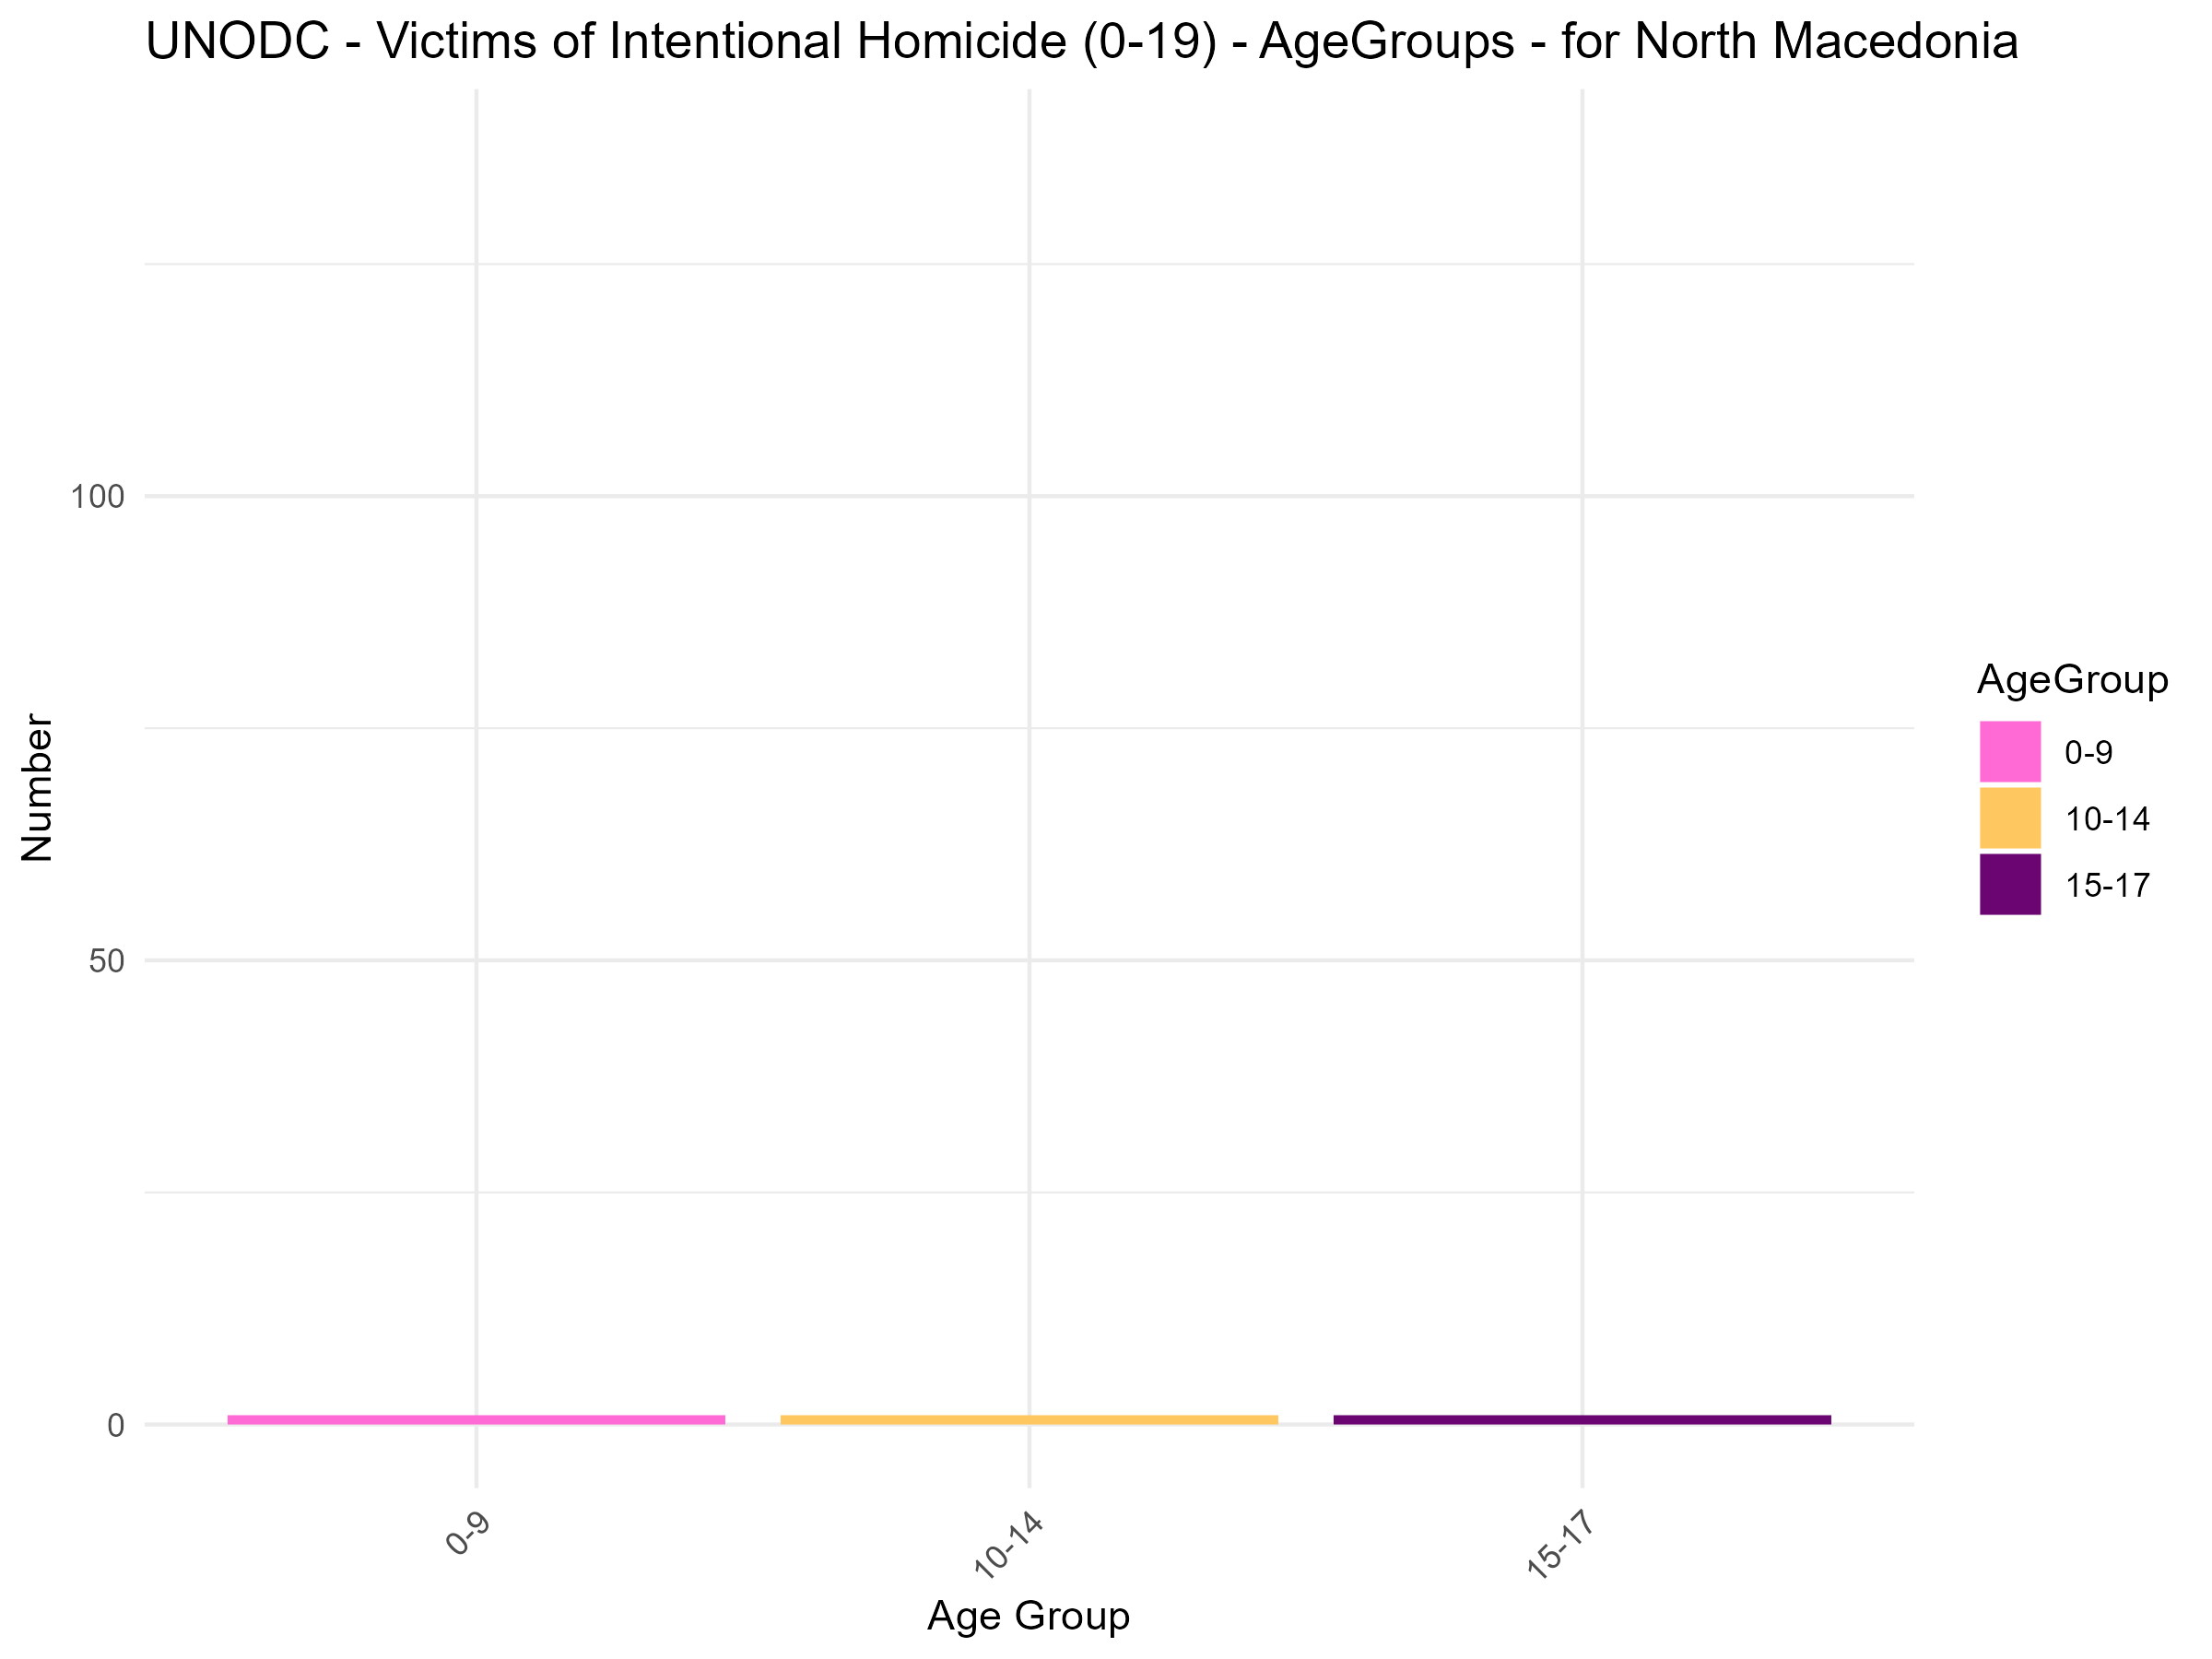 UNODC - Victims of Intentional Homicide (0-19) - AgeGroups - for North Macedonia
Number
100
50
0
0-9
10-14
15-17
Age Group
AgeGroup
0-9
10-14
15-17